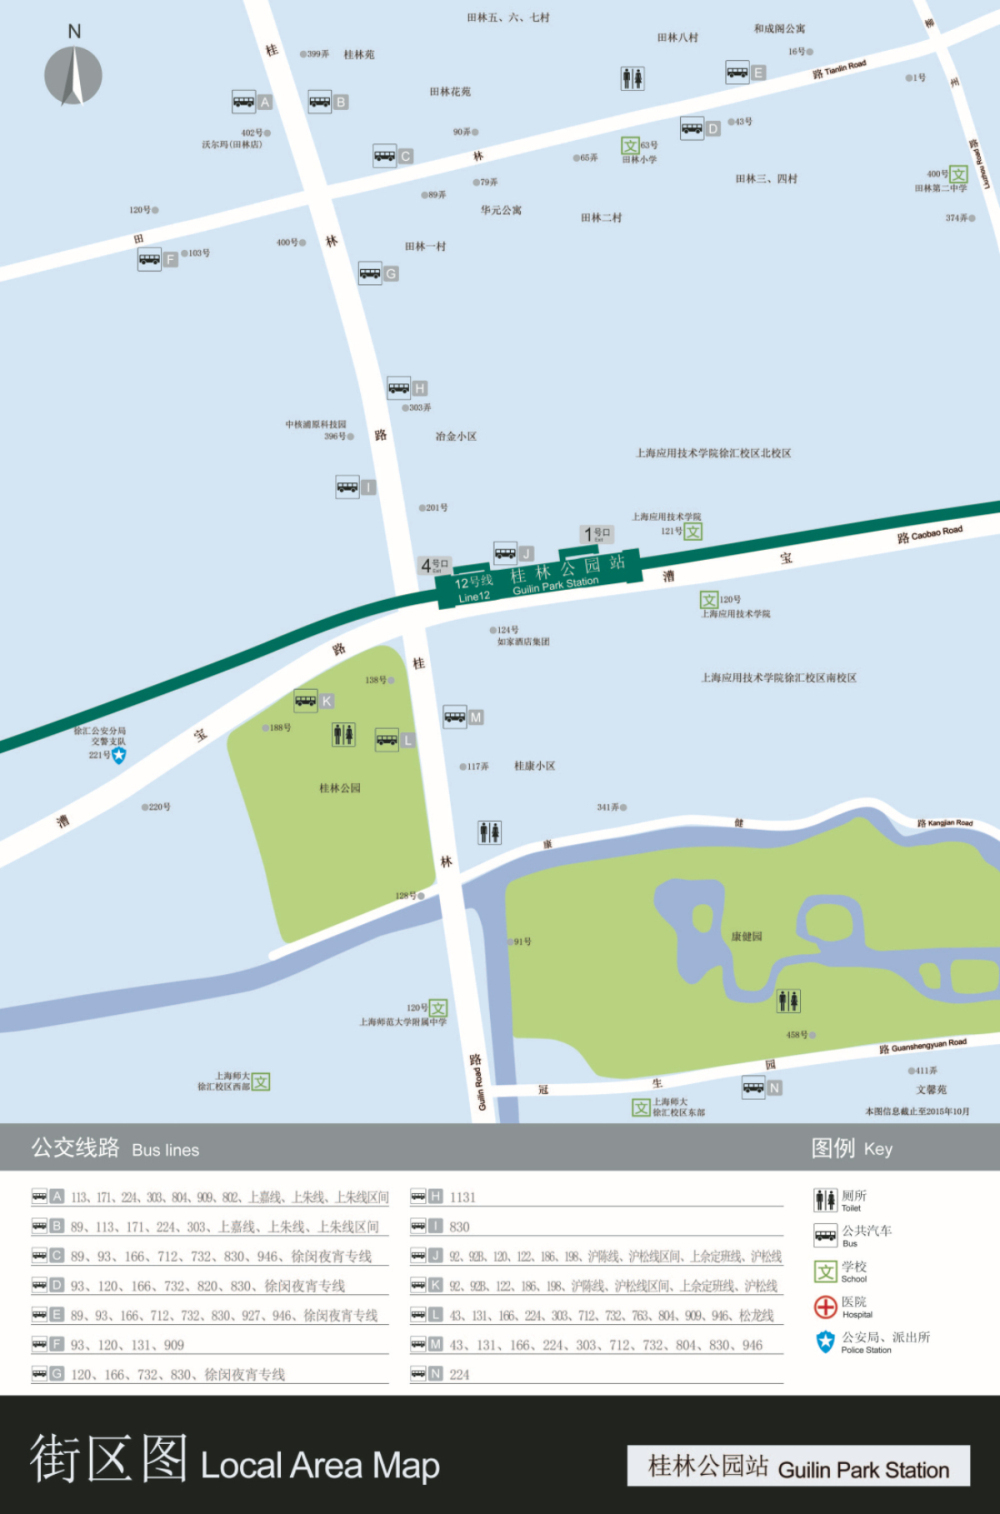 N
田林五、六、七村
和成阁公寓
田林八村
16号
柳
桂
399弄
桂林苑
路 Tianlin Road
1号
E
州
田林花苑
A
B
43号
D
402号
沃尔玛(田林店)
90弄
文 63号
田林小学
路
Liuzhou Road
C
林
65弄
400号 文
田林第二中学
79弄
田林三、四村
89弄
120号
华元公寓
田林二村
374弄
田
400号
林
田林一村
F
103号
G
H
303弄
中核浦原科技园
396号
路
冶金小区
上海应用技术学院徐汇校区北校区
I
201号
上海应用技术学院
121号 文
1号口
Exit
路 Caobao Road
J
4号口
Exit
12号线
Line12
桂林公园站
Guilin Park Station
宝
漕
文 120号
上海应用技术学院
124号
如家酒店集团
路
桂
138号
上海应用技术学院徐汇校区南校区
K
188号
M
徐汇公安分局
交警支队
221号
宝
L
117弄
桂康小区
桂林公园
220号
341弄
漕
健
路 Kangjian Road
康
林
128号
91号
康健园
120号 文
上海师范大学附属中学
458号
路 Guanshengyuan Road
路
Guilin Road
园
411弄
上海师大
徐汇校区西部 文
生
冠
N
文馨苑
文 上海师大
徐汇校区东部
本图信息截止至2015年10月
公交线路 Bus lines
图例 Key
A 113、171、224、303、804、909、802、上嘉线、上朱线、上朱线区间
B 89、113、171、224、303、上嘉线、上朱线、上朱线区间
C 89、93、166、712、732、830、946、徐闵夜宵专线
D 93、120、166、732、820、830、徐闵夜宵专线
E 89、93、166、712、732、830、927、946、徐闵夜宵专线
F 93、120、131、909
G 120、166、732、830、徐闵夜宵专线
H 1131
I 830
J 92、92B、120、122、186、198、沪陈线、沪松线区间、上佘定班线、沪松线
K 92、92B、122、186、198、沪陈线、沪松线区间、上佘定班线、沪松线
L 43、131、166、224、303、712、732、763、804、909、946、松龙线
M 43、131、166、224、303、712、732、804、830、946
N 224
厕所
Toilet
公共汽车
Bus
文 学校
School
医院
Hospital
公安局、派出所
Police Station
街区图 Local Area Map
桂林公园站 Guilin Park Station